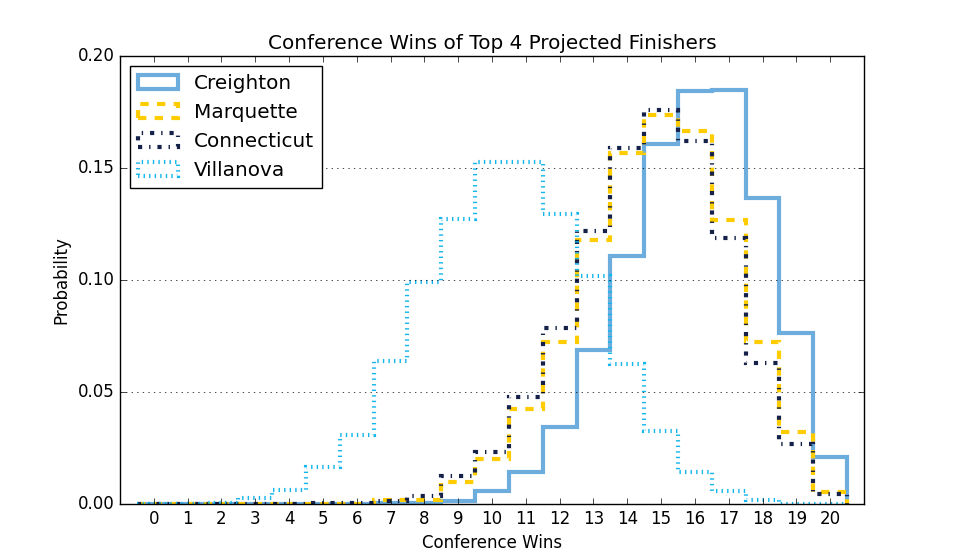 Conference Wins of Top 4 Projected Finishers
Creighton
Marquette
Connecticut
Villanova
Probability
0.20
0.15
0.10
0.05
0.00
0 1 2 3 4 5 6 7 8 9 10 11 12 13 14 15 16 17 18 19 20
Conference Wins